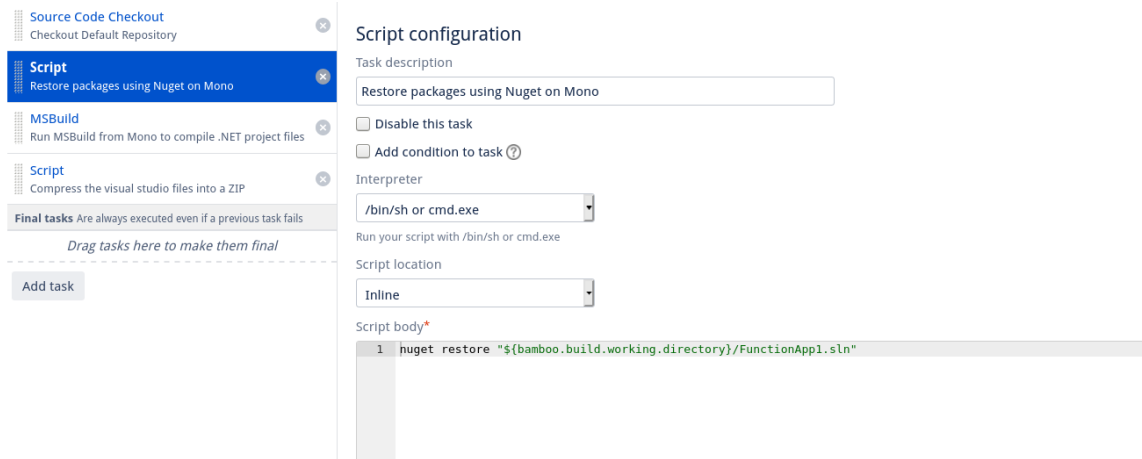 Source Code Checkout
Checkout Default Repository
Script
Restore packages using Nuget on Mono
MSBuild
Run MSBuild from Mono to compile .NET project files
Script
Compress the visual studio files into a ZIP
Final tasks Are always executed even if a previous task fails
Drag tasks here to make them final
Add task
Script configuration
Task description
Restore packages using Nuget on Mono
Disable this task
Add condition to task ?
Interpreter
/bin/sh or cmd.exe
Run your script with /bin/sh or cmd.exe
Script location
Inline
Script body*
1 nuget restore "${bamboo.build.working.directory}/FunctionApp1.sln"